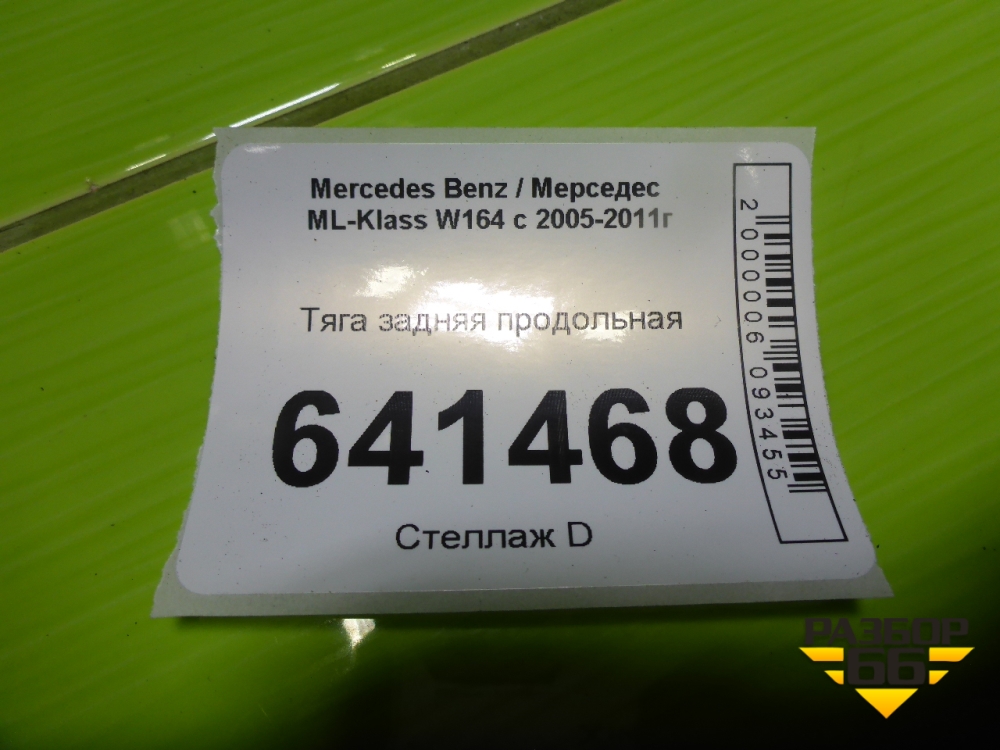 Mercedes Benz / Мерседес
ML-Klass W164 с 2005-2011г
Тяга задняя продольная
641468
Стеллаж D
2000006093455
РАЗБОР
66